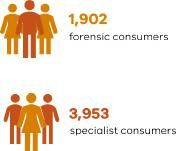 1,902
forensic consumers
3,953
specialist consumers